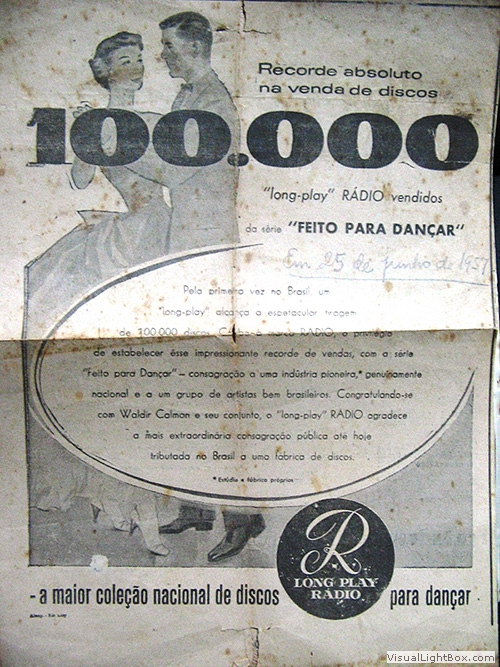 Recorde absoluto
na venda de discos
100.000
"long-play" RÁDIO vendidos
da série "FEITO PARA DANÇAR"
Em 25 de Junho de 1957
Pela primeira vez no Brasil, um
"long-play" alcança a espetacular tiragem
de 100.000 discos. RÁDIO, o privilégio
de estabelecer êsse impressionante recorde de vendas, com a série
"Feito para Dançar" — consagração a uma indústria pioneira,* genuìnamente
nacional e a um grupo de artistas bem brasileiros. Congratulando-se
com Waldir Calmon e seu conjunto, o "long-play" RÁDIO agradece
a mais extraordinária consagração pública até hoje
tributada no Brasil a uma fábrica de discos.
* Estúdio e fábrica próprios
R
LONG PLAY
RÁDIO
- a maior coleção nacional de discos para dançar
VisualLightBox.com